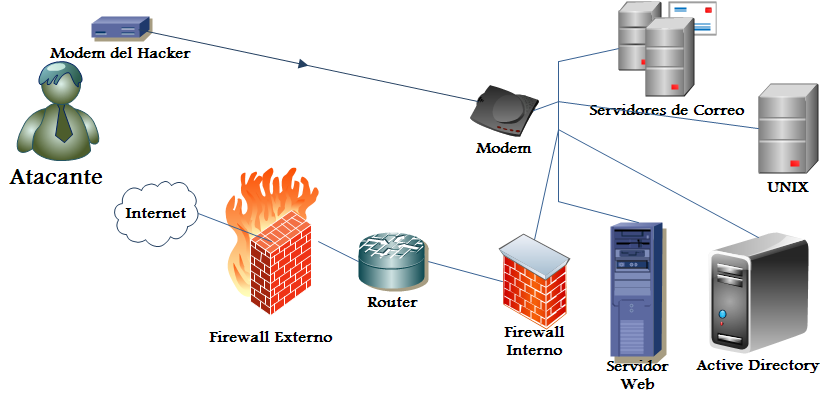 Modem del Hacker
Servidores de Correo
Modem
Atacante
UNIX
Internet
Router
Firewall Externo
Firewall
Interno
Servidor
Web
Active Directory